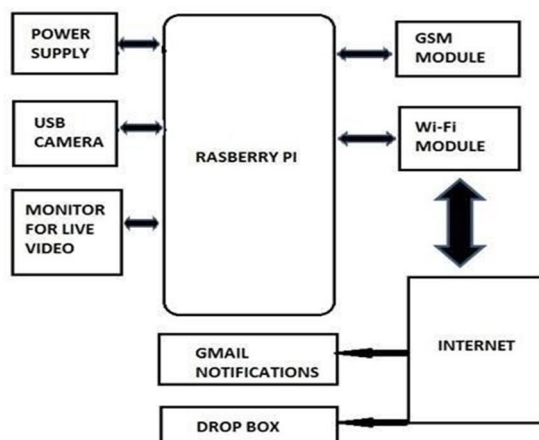 POWER
SUPPLY
GSM
MODULE
USB
CAMERA
Wi-Fi
MODULE
RASBERRY PI
MONITOR
FOR LIVE
VIDEO
INTERNET
GMAIL
NOTIFICATIONS
DROP BOX